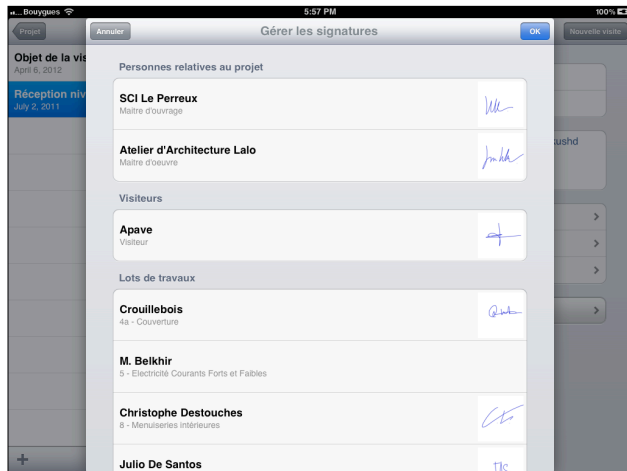 ...Bouygues 5:57 PM 100%
Projet Annuler Gérer les signatures OK Nouvelle visite
Objet de la vis
April 6, 2012
Réception niv
July 2, 2011
Personnes relatives au projet
SCI Le Perreux
Maitre d'ouvrage
cushd
Atelier d'Architecture Lalo
Maitre d'oeuvre
Visiteurs
Apave
Visiteur
Lots de travaux
Crouillebois
4a - Couverture
M. Belkhir
5 - Electricité Courants Forts et Faibles
Christophe Destouches
8 - Menuiseries intérieures
Julio De Santos